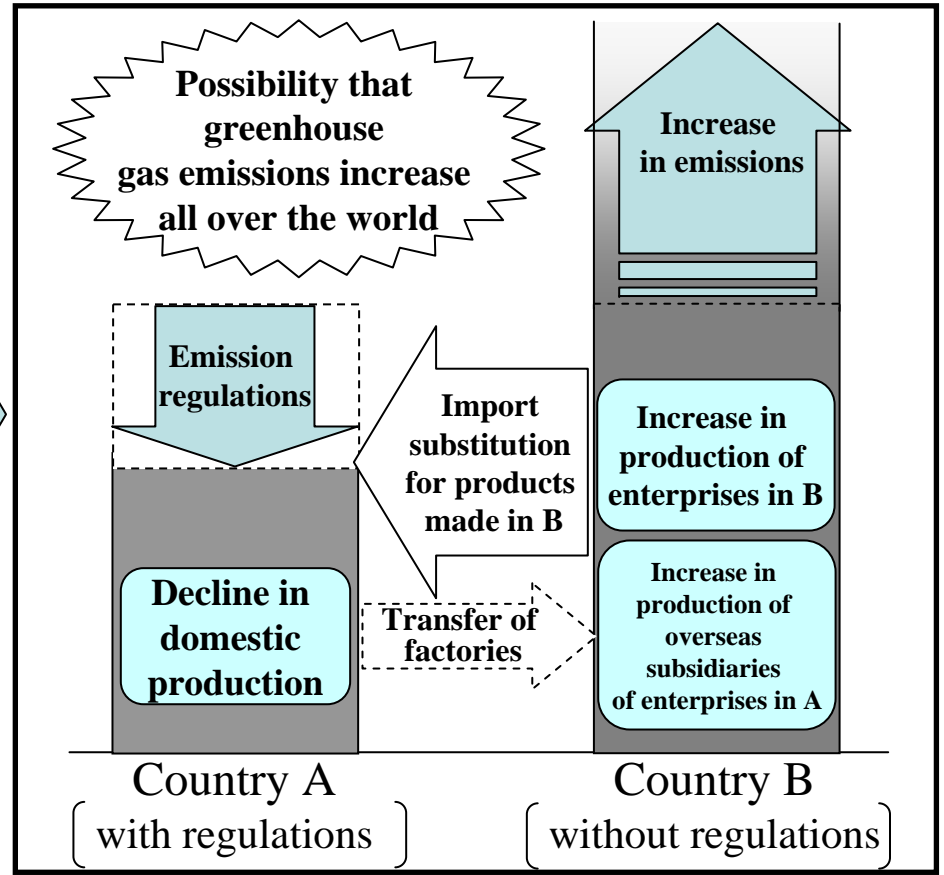 Possibility that
greenhouse
gas emissions increase
all over the world
Increase
in emissions
Emission
regulations
Import
substitution
for products
made in B
Increase in
production of
enterprises in B
Decline in
domestic
production
Transfer of
factories
Increase in
production of
overseas
subsidiaries
of enterprises in A
Country A
with regulations
Country B
without regulations